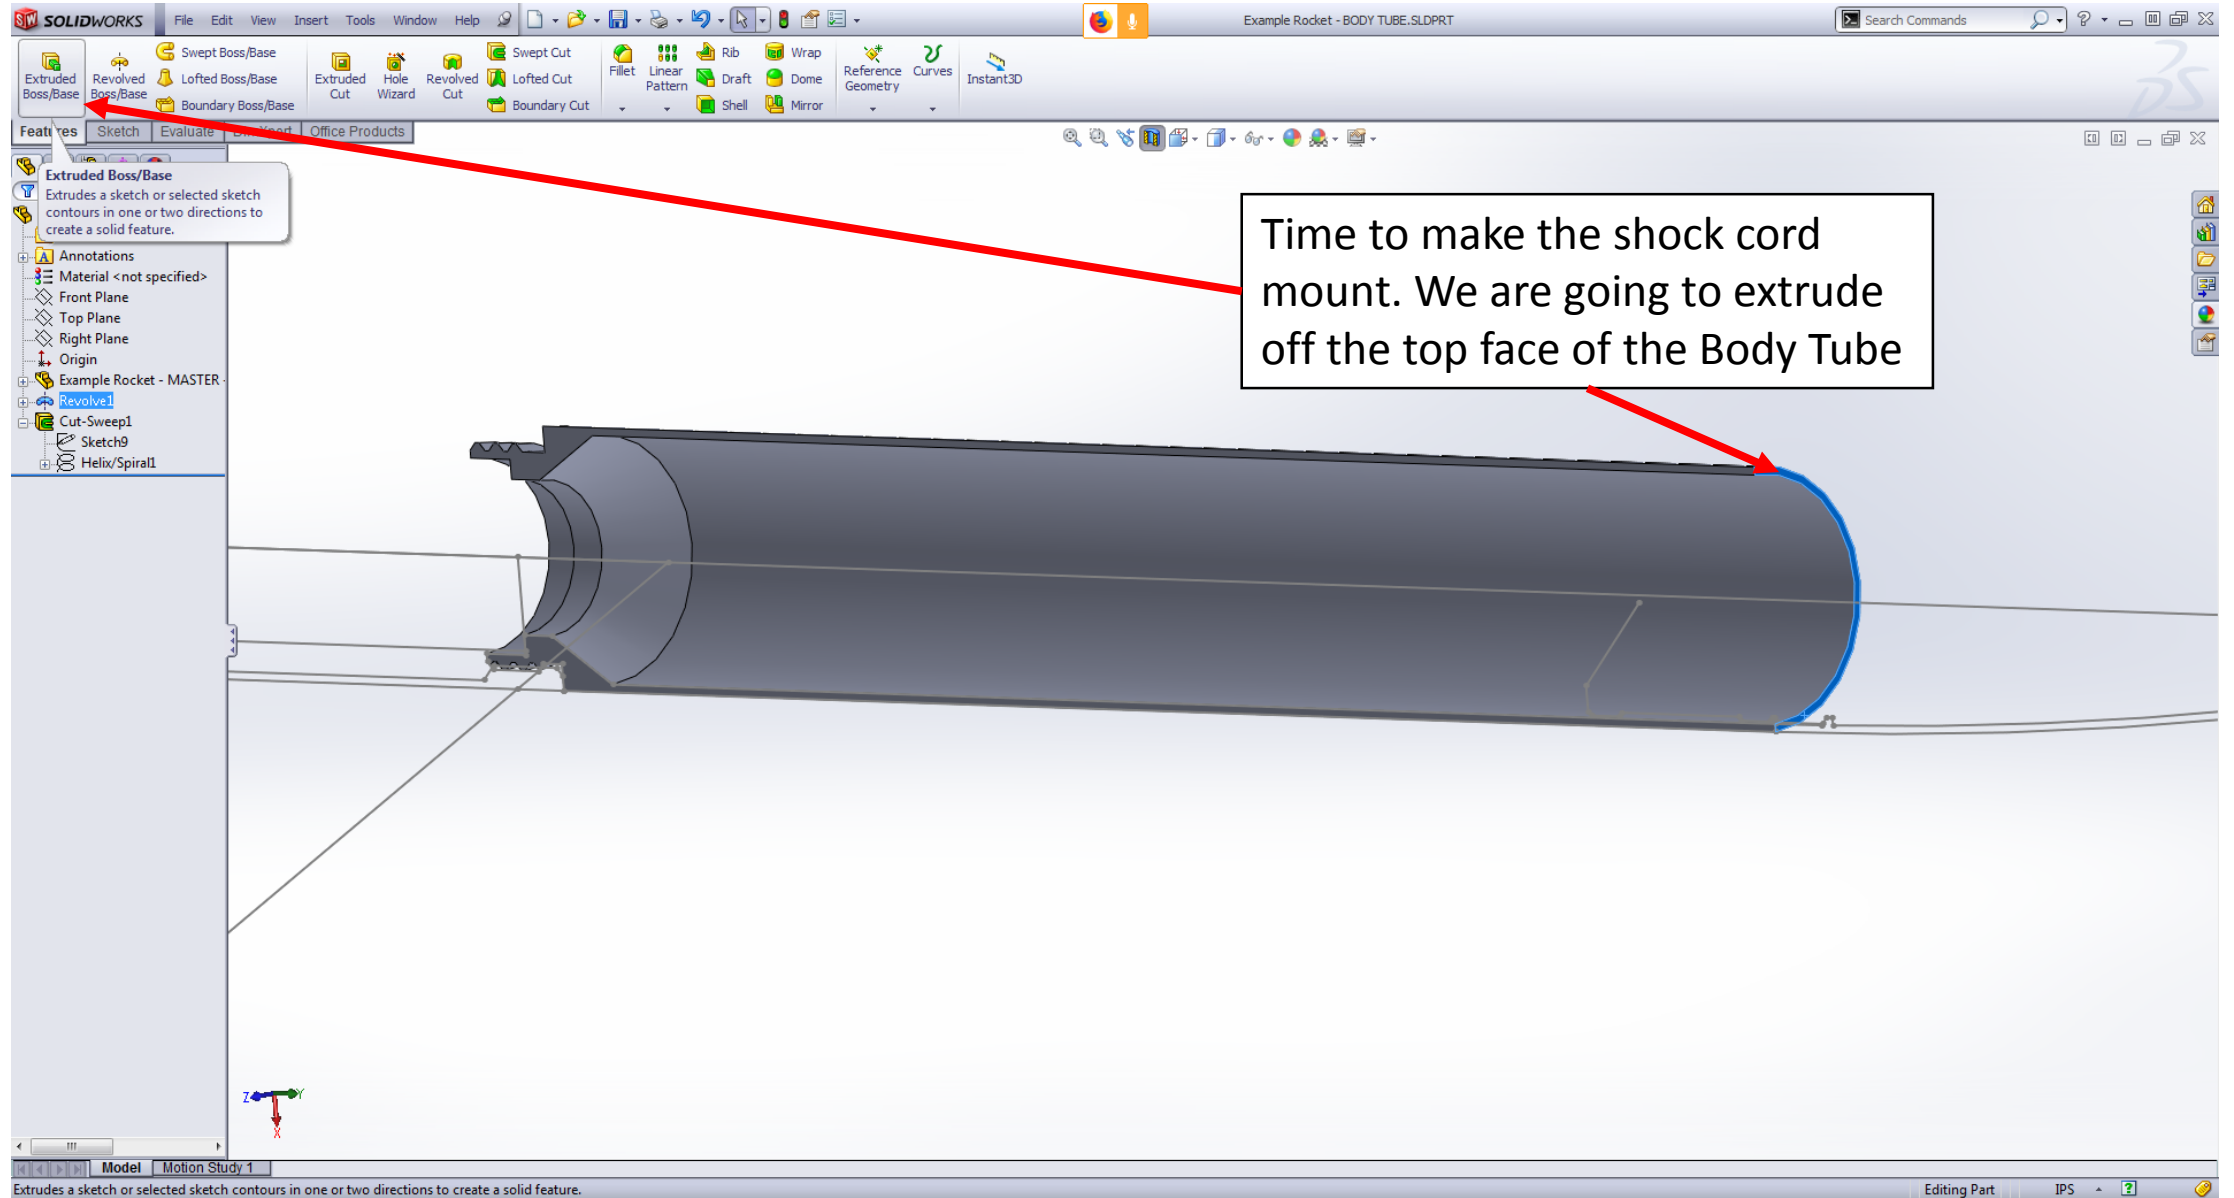 SOLIDWORKS File Edit View Insert Tools Window Help
Example Rocket - BODY TUBE.SLDPRT
Search Commands
Extruded Boss/Base
Revolved Boss/Base
Swept Boss/Base
Lofted Boss/Base
Boundary Boss/Base
Extruded Cut
Hole Wizard
Revolved Cut
Swept Cut
Lofted Cut
Boundary Cut
Fillet
Linear Pattern
Rib
Draft
Shell
Wrap
Dome
Mirror
Reference Geometry
Curves
Instant3D
Features Sketch Evaluate Office Products
Extruded Boss/Base
Extrudes a sketch or selected sketch
contours in one or two directions to
create a solid feature.
Annotations
Material <not specified>
Front Plane
Top Plane
Right Plane
Origin
Example Rocket - MASTER
Revolve1
Cut-Sweep1
Sketch9
Helix/Spiral1
Time to make the shock cord
mount. We are going to extrude
off the top face of the Body Tube
Z Y
X
Model Motion Study 1
Extrudes a sketch or selected sketch contours in one or two directions to create a solid feature.
Editing Part IPS